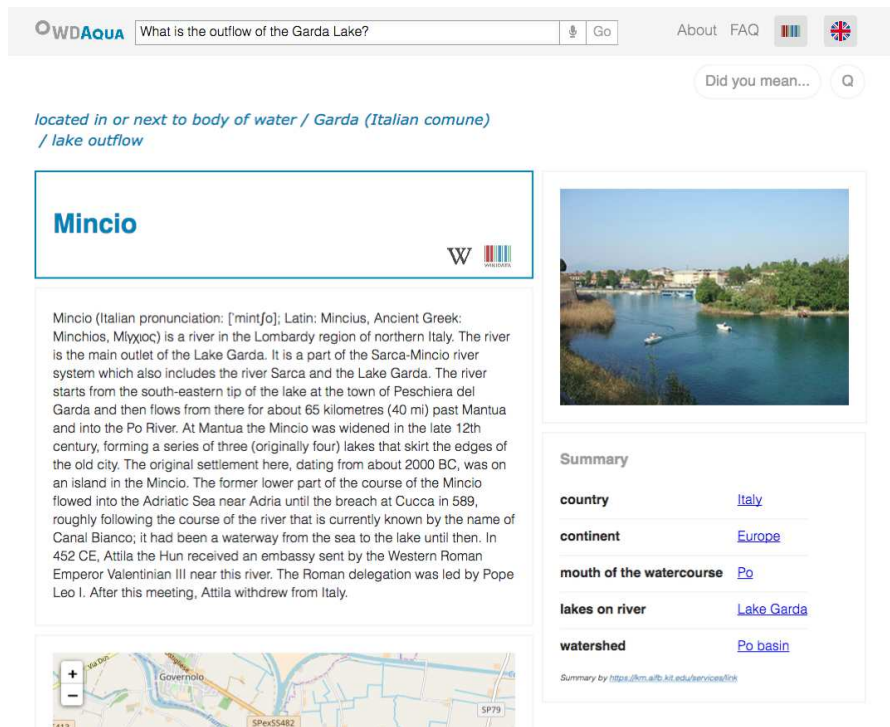 WDAqua
What is the outflow of the Garda Lake?
Go
About FAQ
Did you mean...
Q
located in or next to body of water / Garda (Italian comune)
/ lake outflow
Mincio
W
WIKIDATA
Mincio (Italian pronunciation: [ˈmintʃo]; Latin: Mincius, Ancient Greek:
Minchios, Μίγχιος) is a river in the Lombardy region of northern Italy. The river
is the main outlet of the Lake Garda. It is a part of the Sarca-Mincio river
system which also includes the river Sarca and the Lake Garda. The river
starts from the south-eastern tip of the lake at the town of Peschiera del
Garda and then flows from there for about 65 kilometres (40 mi) past Mantua
and into the Po River. At Mantua the Mincio was widened in the late 12th
century, forming a series of three (originally four) lakes that skirt the edges of
the old city. The original settlement here, dating from about 2000 BC, was on
an island in the Mincio. The former lower part of the course of the Mincio
flowed into the Adriatic Sea near Adria until the breach at Cucca in 589,
roughly following the course of the river that is currently known by the name of
Canal Bianco; it had been a waterway from the sea to the lake until then. In
452 CE, Attila the Hun received an embassy sent by the Western Roman
Emperor Valentinian III near this river. The Roman delegation was led by Pope
Leo I. After this meeting, Attila withdrew from Italy.
Summary
country Italy
continent Europe
mouth of the watercourse Po
lakes on river Lake Garda
watershed Po basin
Summary by https://km.aifb.kit.edu/services/link
+
−
Via Din
Governolo
SP79
SPexSS482